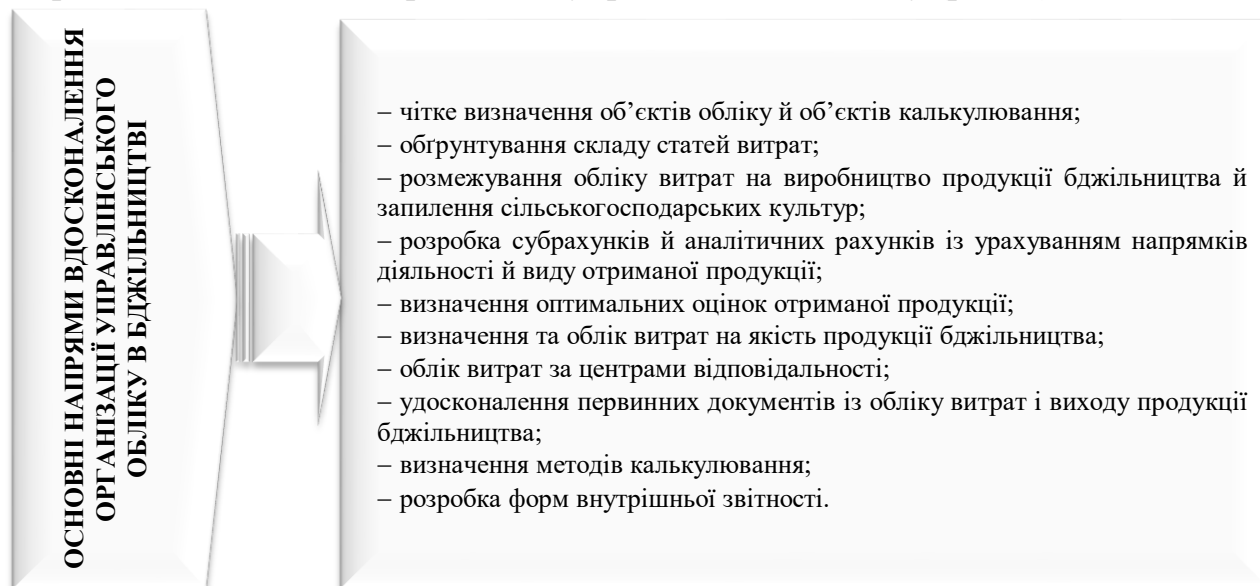 ОСНОВНІ НАПРЯМИ ВДОСКОНАЛЕННЯ
ОРГАНІЗАЦІЇ УПРАВЛІНСЬКОГО
ОБЛІКУ В БДЖІЛЬНИЦТВІ
– чітке визначення об’єктів обліку й об’єктів калькулювання;
– обґрунтування складу статей витрат;
– розмежування обліку витрат на виробництво продукції бджільництва й
запилення сільськогосподарських культур;
– розробка субрахунків й аналітичних рахунків із урахуванням напрямків
діяльності й виду отриманої продукції;
– визначення оптимальних оцінок отриманої продукції;
– визначення та облік витрат на якість продукції бджільництва;
– облік витрат за центрами відповідальності;
– удосконалення первинних документів із обліку витрат і виходу продукції
бджільництва;
– визначення методів калькулювання;
– розробка форм внутрішньої звітності.